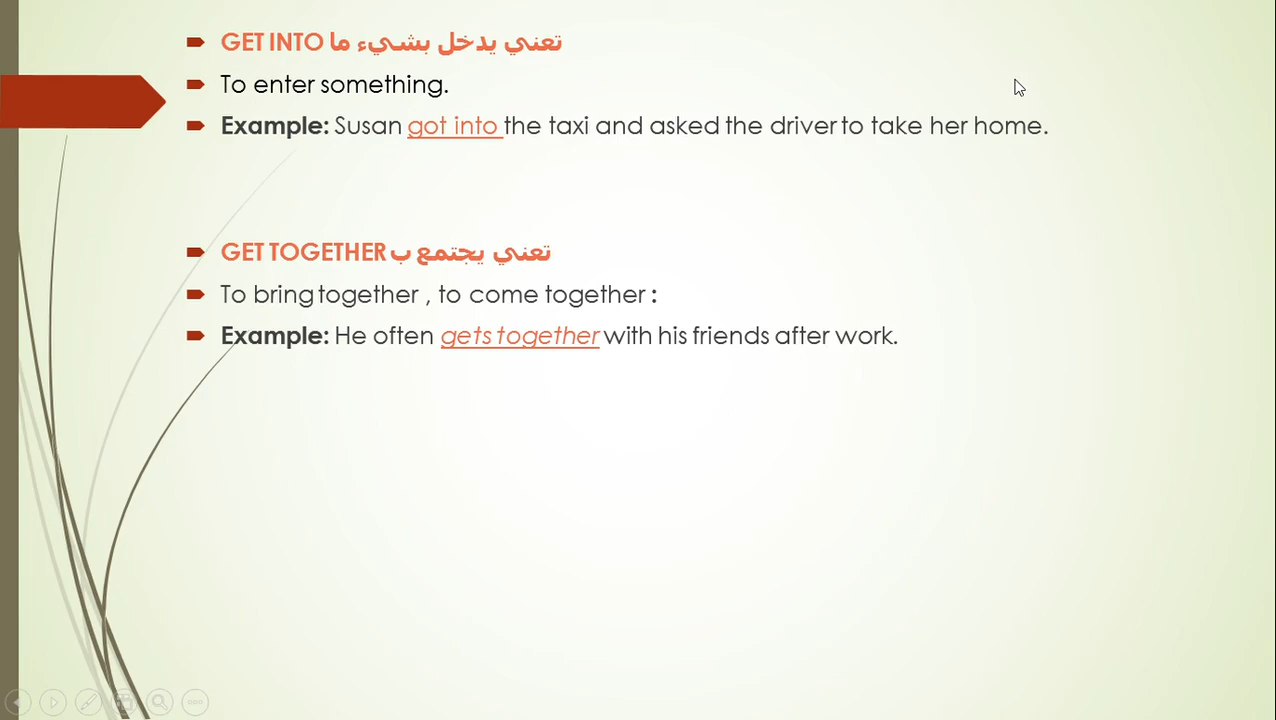 GET INTO تعني يدخل بشيء ما
To enter something.
Example: Susan got into the taxi and asked the driver to take her home.
GET TOGETHER تعني يجتمع ب
To bring together , to come together :
Example: He often gets together with his friends after work.